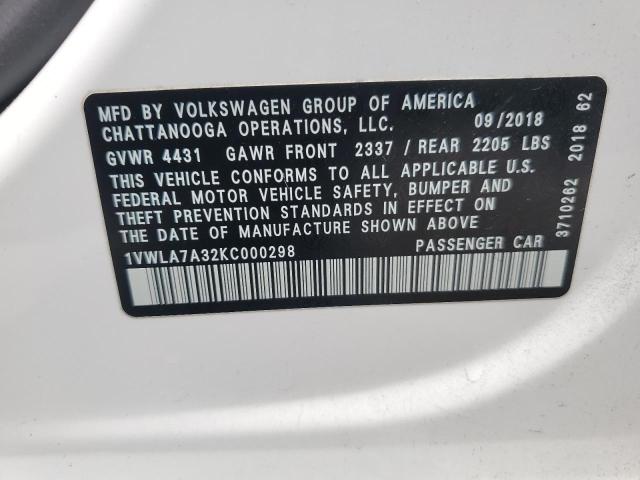 MFD BY VOLKSWAGEN GROUP OF AMERICA
CHATTANOOGA OPERATIONS, LLC. 09/2018
GVWR 4431 GAWR FRONT 2337 / REAR 2205 LBS
THIS VEHICLE CONFORMS TO ALL APPLICABLE U.S.
FEDERAL MOTOR VEHICLE SAFETY, BUMPER AND
THEFT PREVENTION STANDARDS IN EFFECT ON
THE DATE OF MANUFACTURE SHOWN ABOVE
1VWLA7A32KC000298 PASSENGER CAR
3710262 2018 62